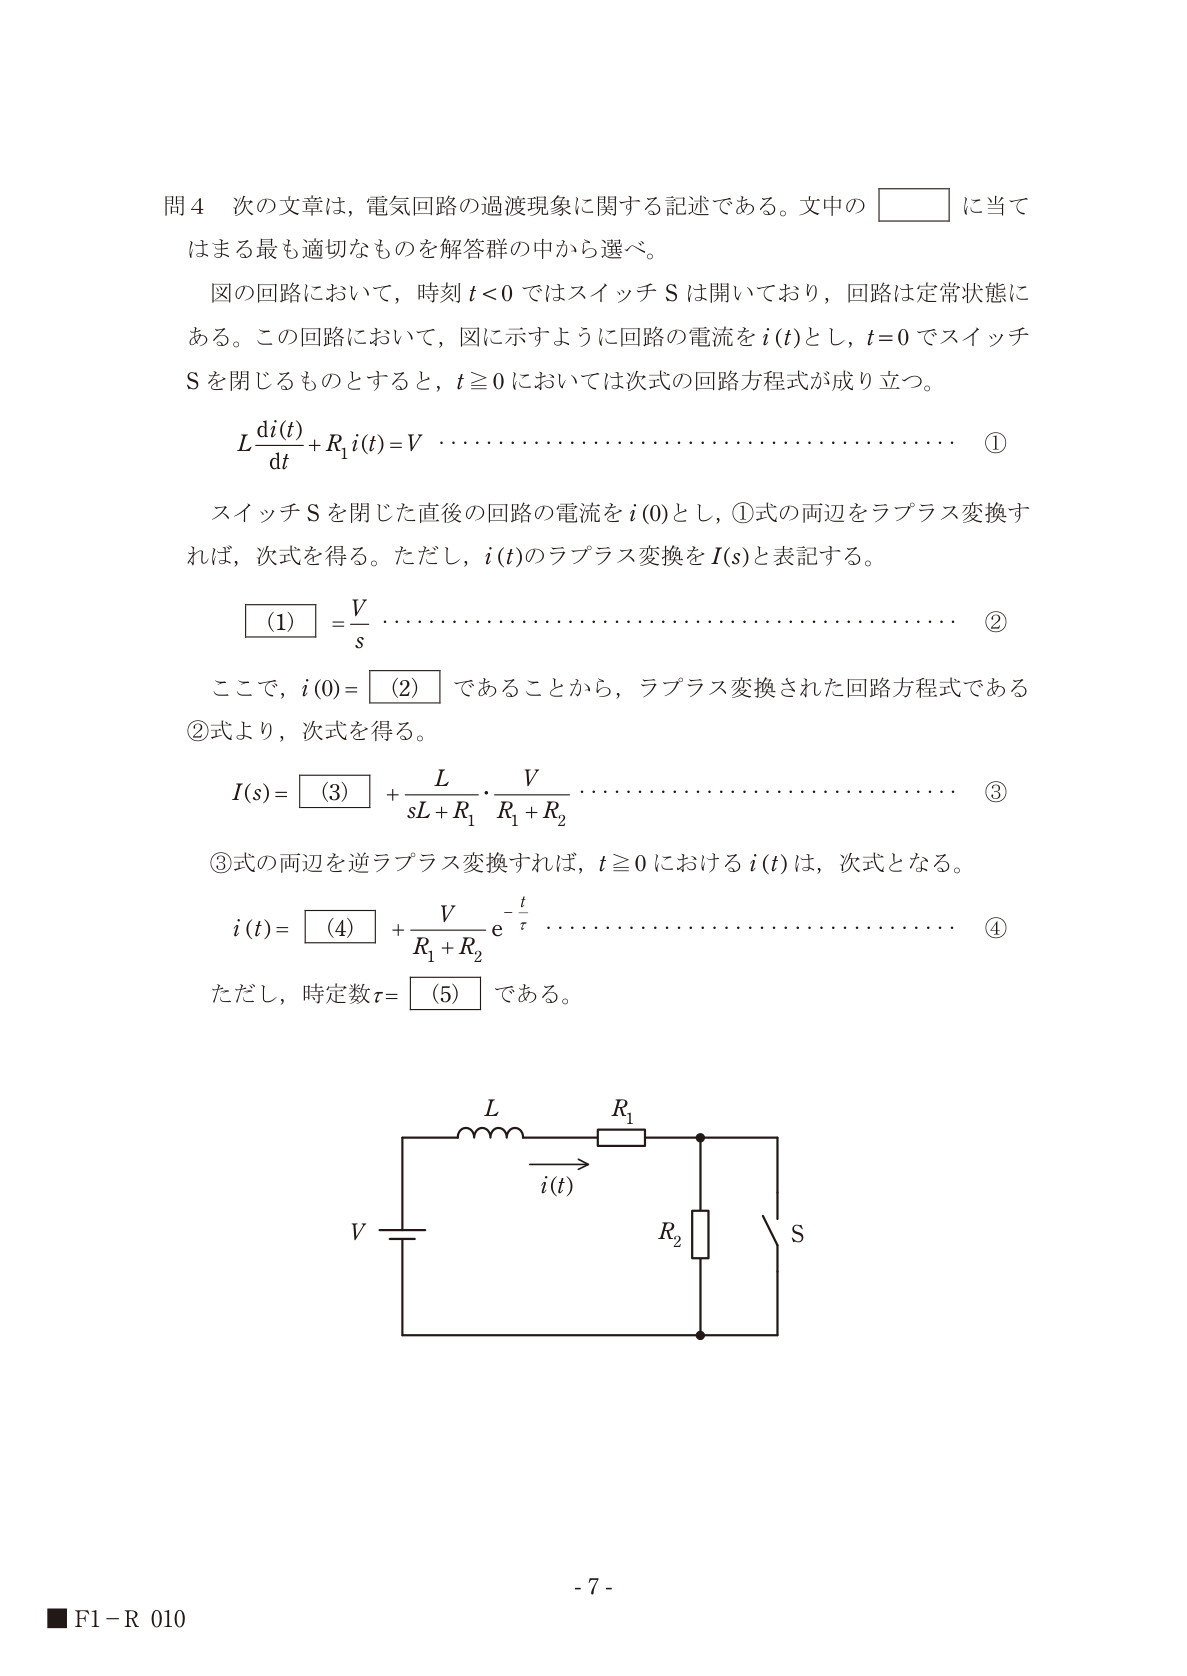 問４　次の文章は，電気回路の過渡現象に関する記述である。文中の　　　に当て
はまる最も適切なものを解答群の中から選べ。
図の回路において，時刻 t＜0 ではスイッチ S は開いており，回路は定常状態に
ある。この回路において，図に示すように回路の電流を i(t)とし，t=0 でスイッチ
S を閉じるものとすると，t≧0 においては次式の回路方程式が成り立つ。
L di(t)/dt + R1 i(t) = V ·········································· ①
スイッチ S を閉じた直後の回路の電流を i(0)とし，①式の両辺をラプラス変換す
れば，次式を得る。ただし，i(t)のラプラス変換を I(s)と表記する。
(1) = V/s ·········································· ②
ここで，i(0)= (2) であることから，ラプラス変換された回路方程式である
②式より，次式を得る。
I(s)= (3) + L/(sL+R1)・V/(R1+R2) ·········································· ③
③式の両辺を逆ラプラス変換すれば，t≧0 における i(t) は，次式となる。
i(t)= (4) + V/(R1+R2) e^(-t/τ) ·········································· ④
ただし，時定数τ= (5) である。
L
R1
i(t)
V
R2
S
- 7 -
■ F1－R 010